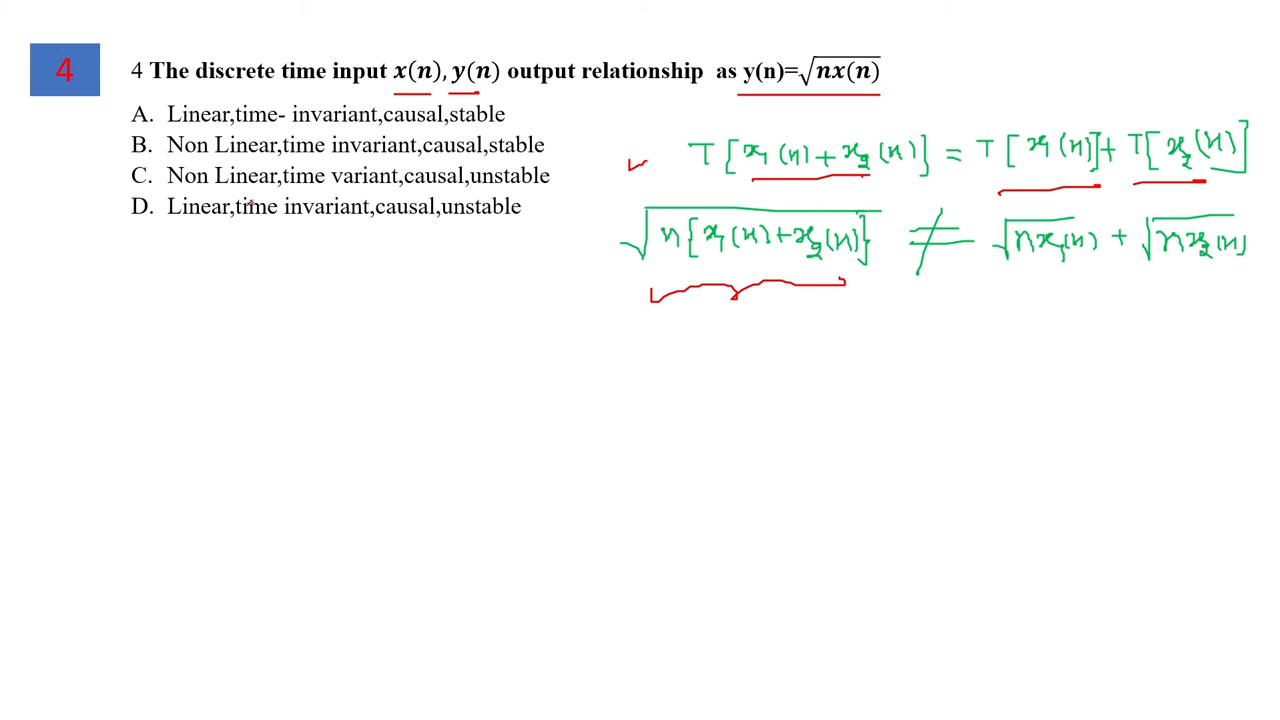 4
4 The discrete time input x(n), y(n) output relationship as y(n)=√nx(n)
A. Linear,time- invariant,causal,stable
B. Non Linear,time invariant,causal,stable
C. Non Linear,time variant,causal,unstable
D. Linear,time invariant,causal,unstable
T[x₁(n)+x₂(n)] = T[x₁(n)]+ T[x₂(n)]
√n[x₁(n)+x₂(n)] ≠ √nx₁(n) + √nx₂(n)